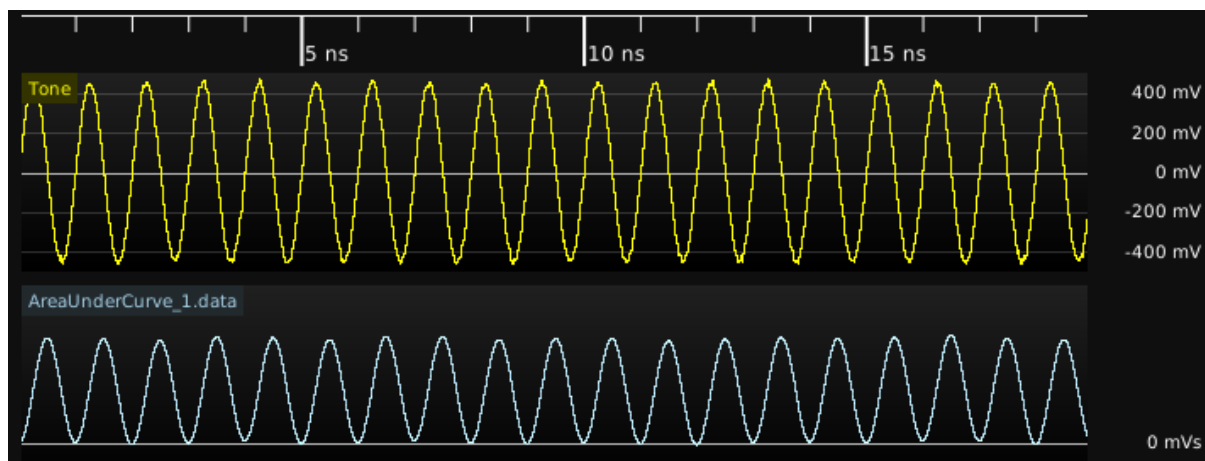 5 ns 10 ns 15 ns
Tone
400 mV
200 mV
0 mV
-200 mV
-400 mV
AreaUnderCurve_1.data
0 mVs